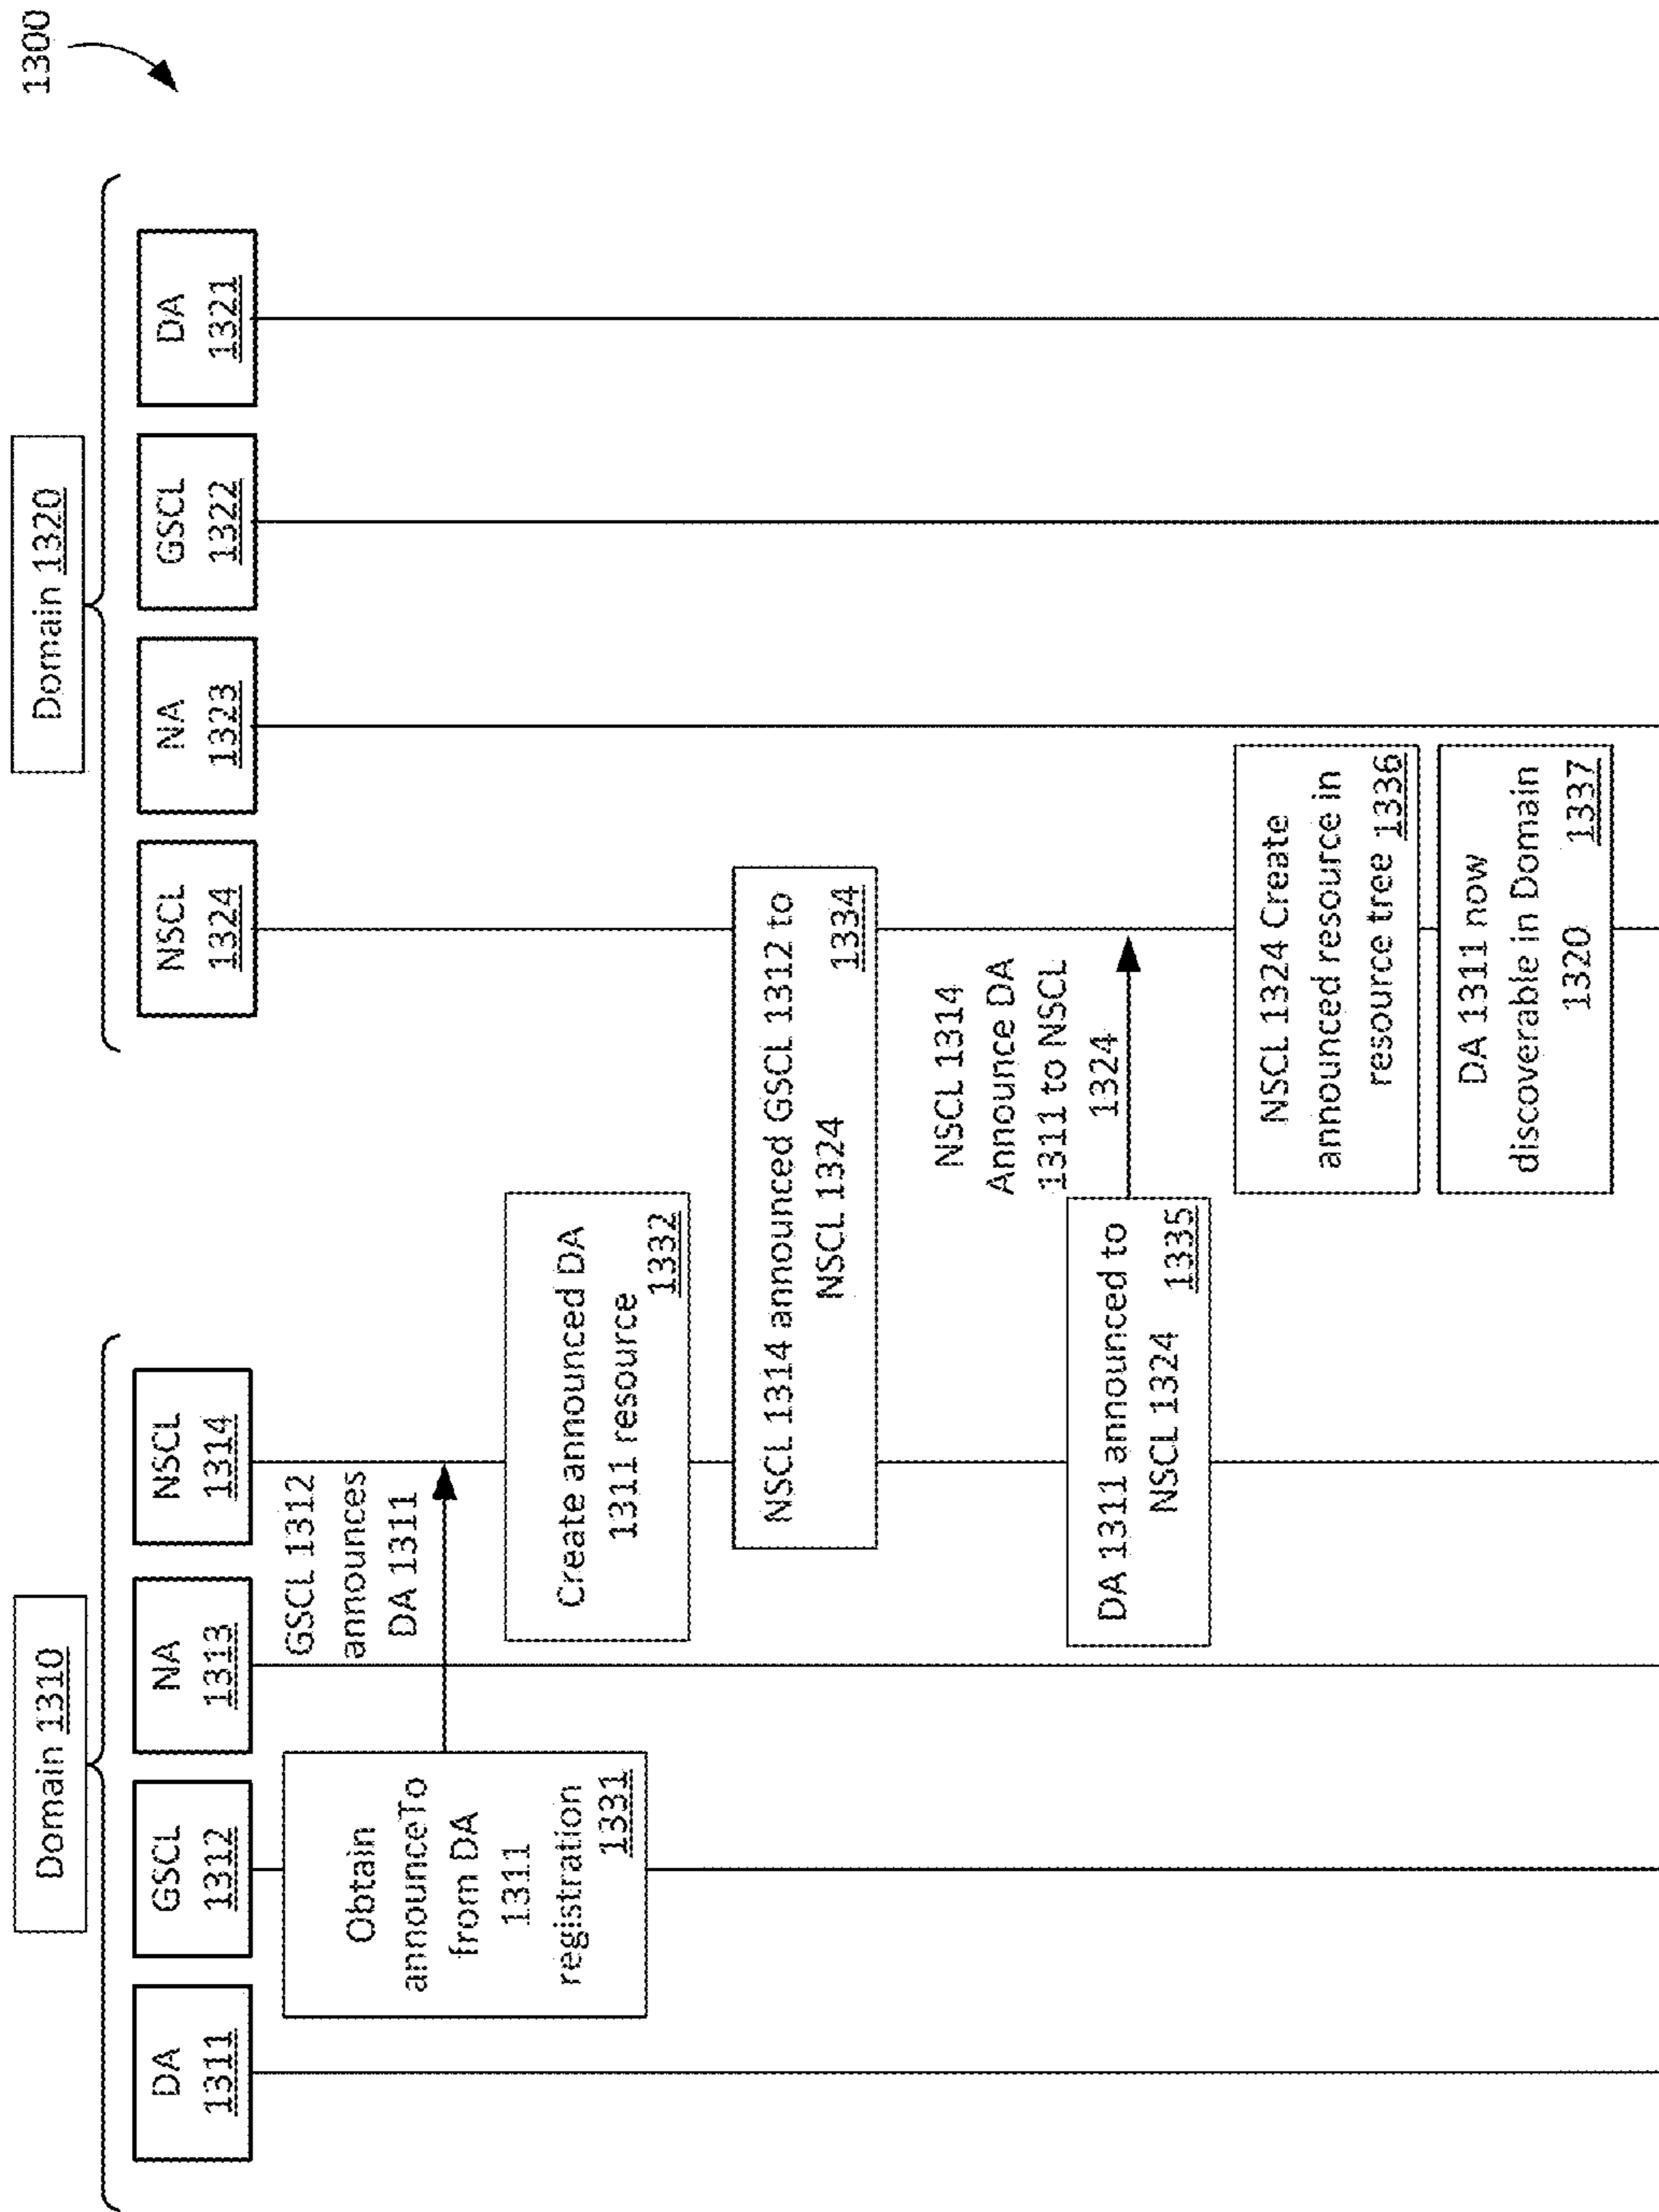 1300
Domain 1310
Domain 1320
DA
1311
GSCL
1312
NA
1313
NSCL
1314
NSCL
1324
NA
1323
GSCL
1322
DA
1321
Obtain
announceTo
from DA
1311
registration
1331
GSCL 1312
announces
DA 1311
Create announced DA
1311 resource
1332
NSCL 1314 announced GSCL 1312 to
NSCL 1324
1334
NSCL 1314
Announce DA
1311 to NSCL
1324
DA 1311 announced to
NSCL 1324
1335
NSCL 1324 Create
announced resource in
resource tree 1336
DA 1311 now
discoverable in Domain
1320
1337